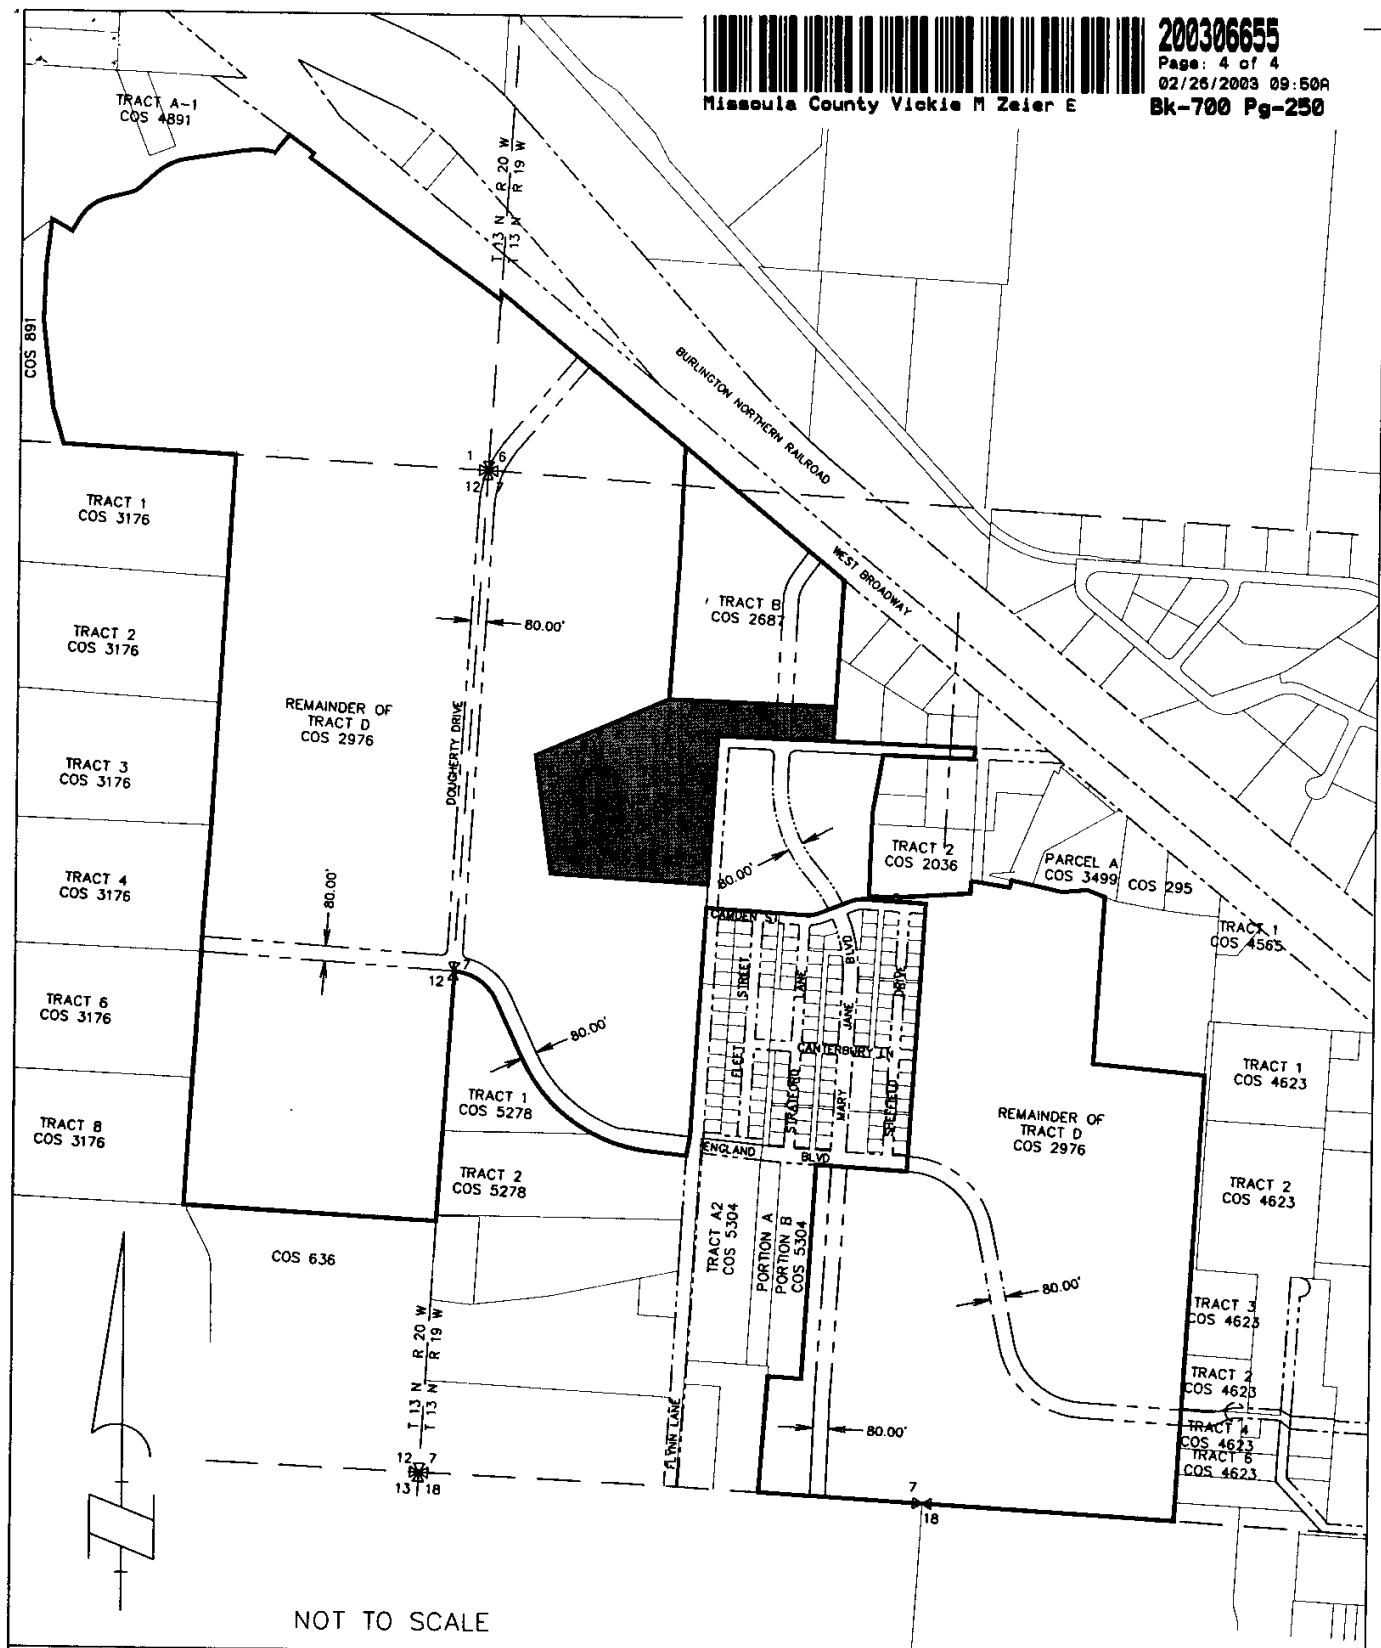 200306655
Page: 4 of 4
02/26/2003 09:50A
Missoula County Vickie M Zeier E
Bk-700 Pg-250
TRACT A-1
COS 4891
T 13 N R 20 W
T 13 N R 19 W
COS 891
BURLINGTON NORTHERN RAILROAD
WEST BROADWAY
1 6
12 7
TRACT 1
COS 3176
TRACT 2
COS 3176
TRACT 3
COS 3176
TRACT 4
COS 3176
TRACT 6
COS 3176
TRACT 8
COS 3176
REMAINDER OF
TRACT D
COS 2976
DOUGHERTY DRIVE
80.00'
80.00'
TRACT B
COS 2687
80.00'
TRACT 2
COS 2036
PARCEL A
COS 3499
COS 295
TRACT 1
COS 4565
CAMDEN ST.
FLEET STREET
STRATFORD LANE
MARY JANE BLVD
SHEFFIELD DRIVE
CANTERBURY LN
ENGLAND BLVD
12 7
80.00'
TRACT 1
COS 5278
TRACT 2
COS 5278
REMAINDER OF
TRACT D
COS 2976
TRACT 1
COS 4623
TRACT 2
COS 4623
TRACT 3
COS 4623
TRACT 2
COS 4623
TRACT 4
COS 4623
TRACT 6
COS 4623
COS 636
TRACT A2
COS 5304
PORTION A
PORTION B
COS 5304
80.00'
80.00'
FLYNN LANE
T 13 N R 20 W
T 13 N R 19 W
12 7
13 18
7
18
NOT TO SCALE